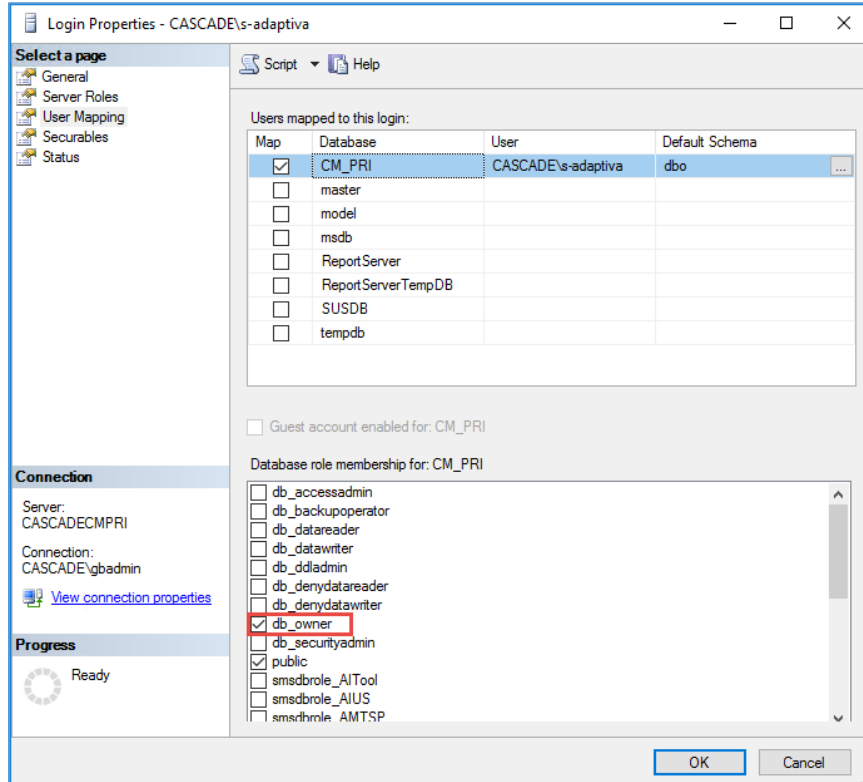 Login Properties - CASCADE\s-adaptiva
Select a page
General
Server Roles
User Mapping
Securables
Status
Script Help
Users mapped to this login:
Map Database User Default Schema
CM_PRI CASCADE\s-adaptiva dbo ...
master
model
msdb
ReportServer
ReportServerTempDB
SUSDB
tempdb
Guest account enabled for: CM_PRI
Database role membership for: CM_PRI
db_accessadmin
db_backupoperator
db_datareader
db_datawriter
db_ddladmin
db_denydatareader
db_denydatawriter
db_owner
db_securityadmin
public
smsdbrole_AITool
smsdbrole_AIUS
smsdbrole_AMTSP
Connection
Server:
CASCADECMPRI
Connection:
CASCADE\gbadmin
View connection properties
Progress
Ready
OK Cancel